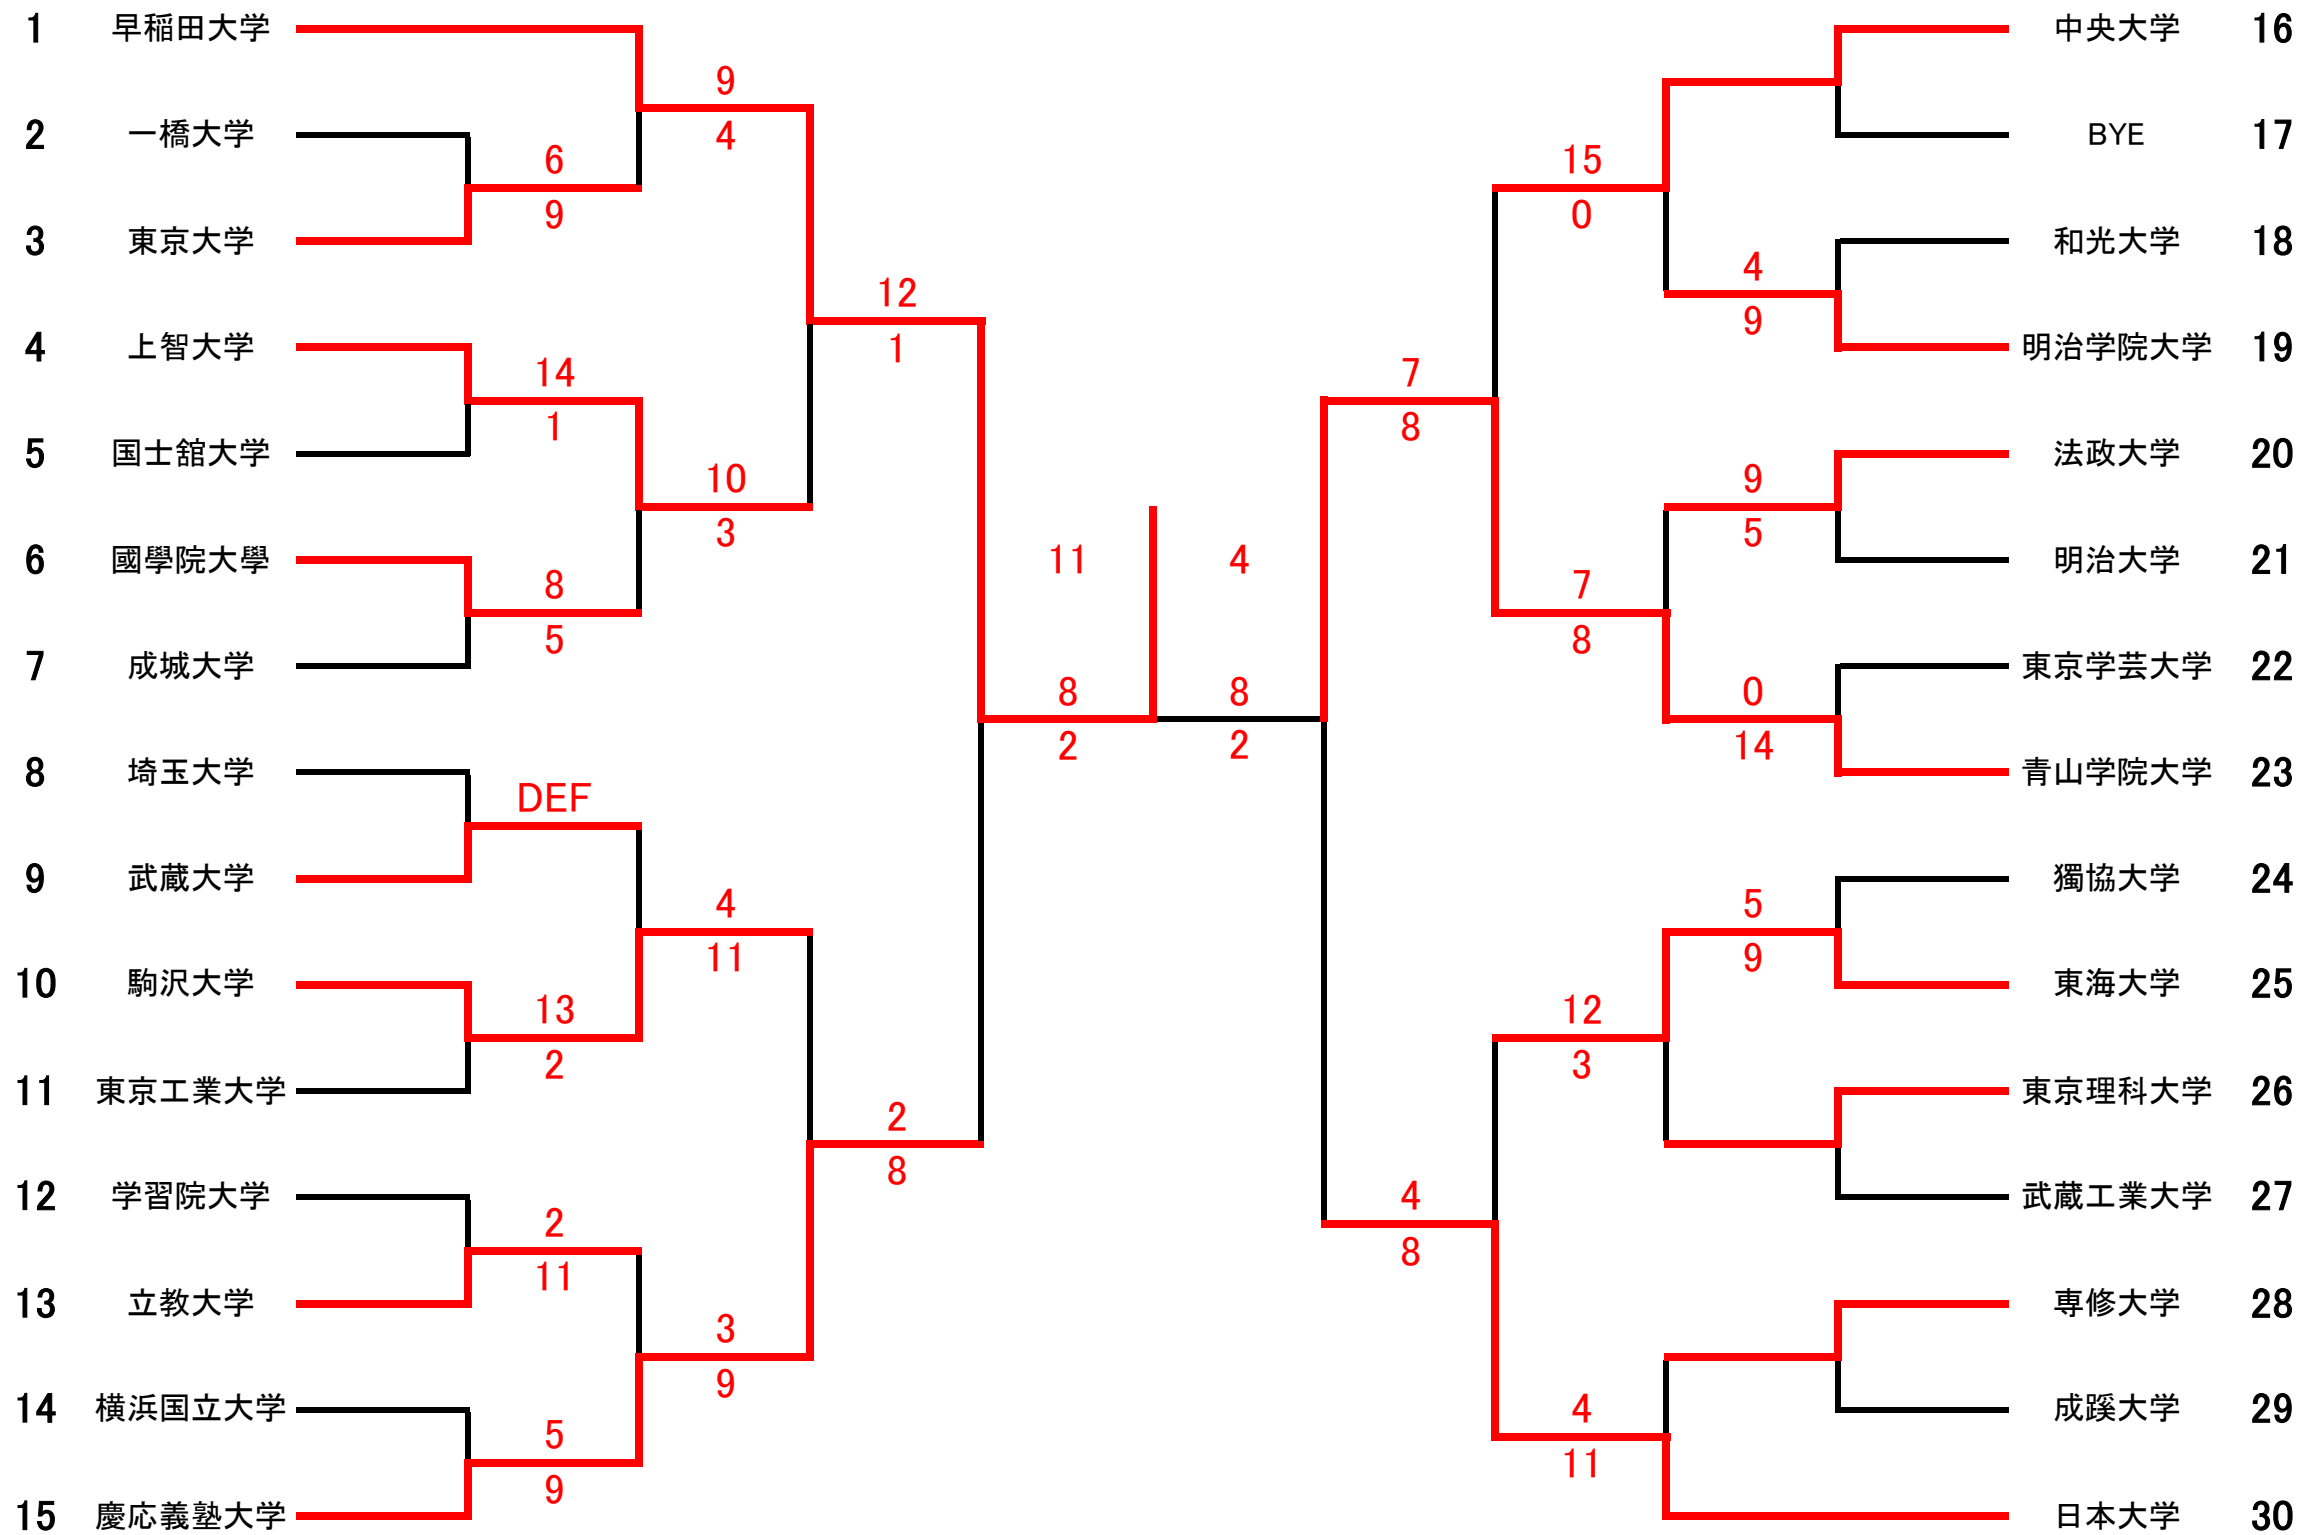 1 早稲田大学
9
4
2 一橋大学
6
9
3 東京大学
12
1
4 上智大学
14
1
5 国士舘大学
10
3
6 國學院大學
8
5
7 成城大学
11 4
8 8
2 2
8 埼玉大学
DEF
9 武蔵大学
4
11
10 駒沢大学
13
2
11 東京工業大学
2
8
12 学習院大学
2
11
13 立教大学
3
9
14 横浜国立大学
5
9
15 慶応義塾大学
中央大学 16
BYE 17
15
0
和光大学 18
4
9
明治学院大学 19
7
8
法政大学 20
9
5
明治大学 21
7
8
東京学芸大学 22
0
14
青山学院大学 23
獨協大学 24
5
9
東海大学 25
12
3
東京理科大学 26
武蔵工業大学 27
4
8
専修大学 28
成蹊大学 29
4
11
日本大学 30